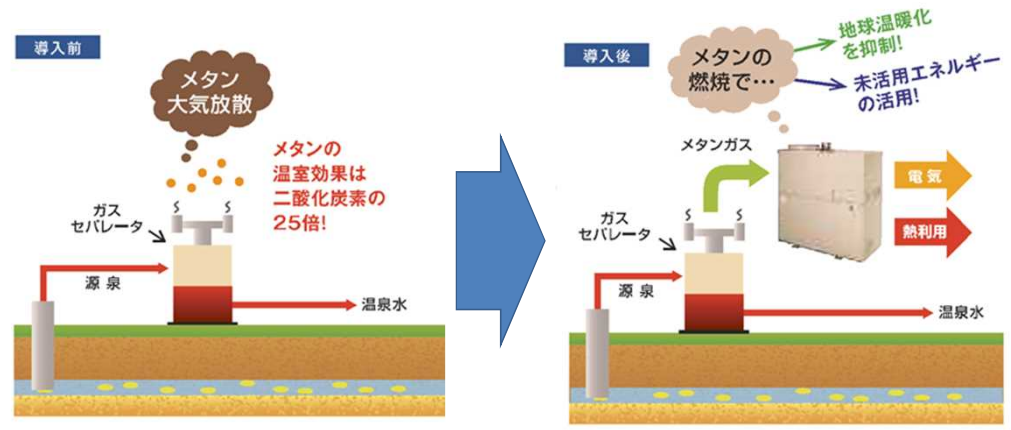 導入前
メタン
大気放散
メタンの
温室効果は
二酸化炭素の
25倍!
ガス
セパレータ
源泉
温泉水
導入後
メタンの
燃焼で…
地球温暖化
を抑制!
未活用エネルギー
の活用!
メタンガス
電気
熱利用
ガス
セパレータ
源泉
温泉水